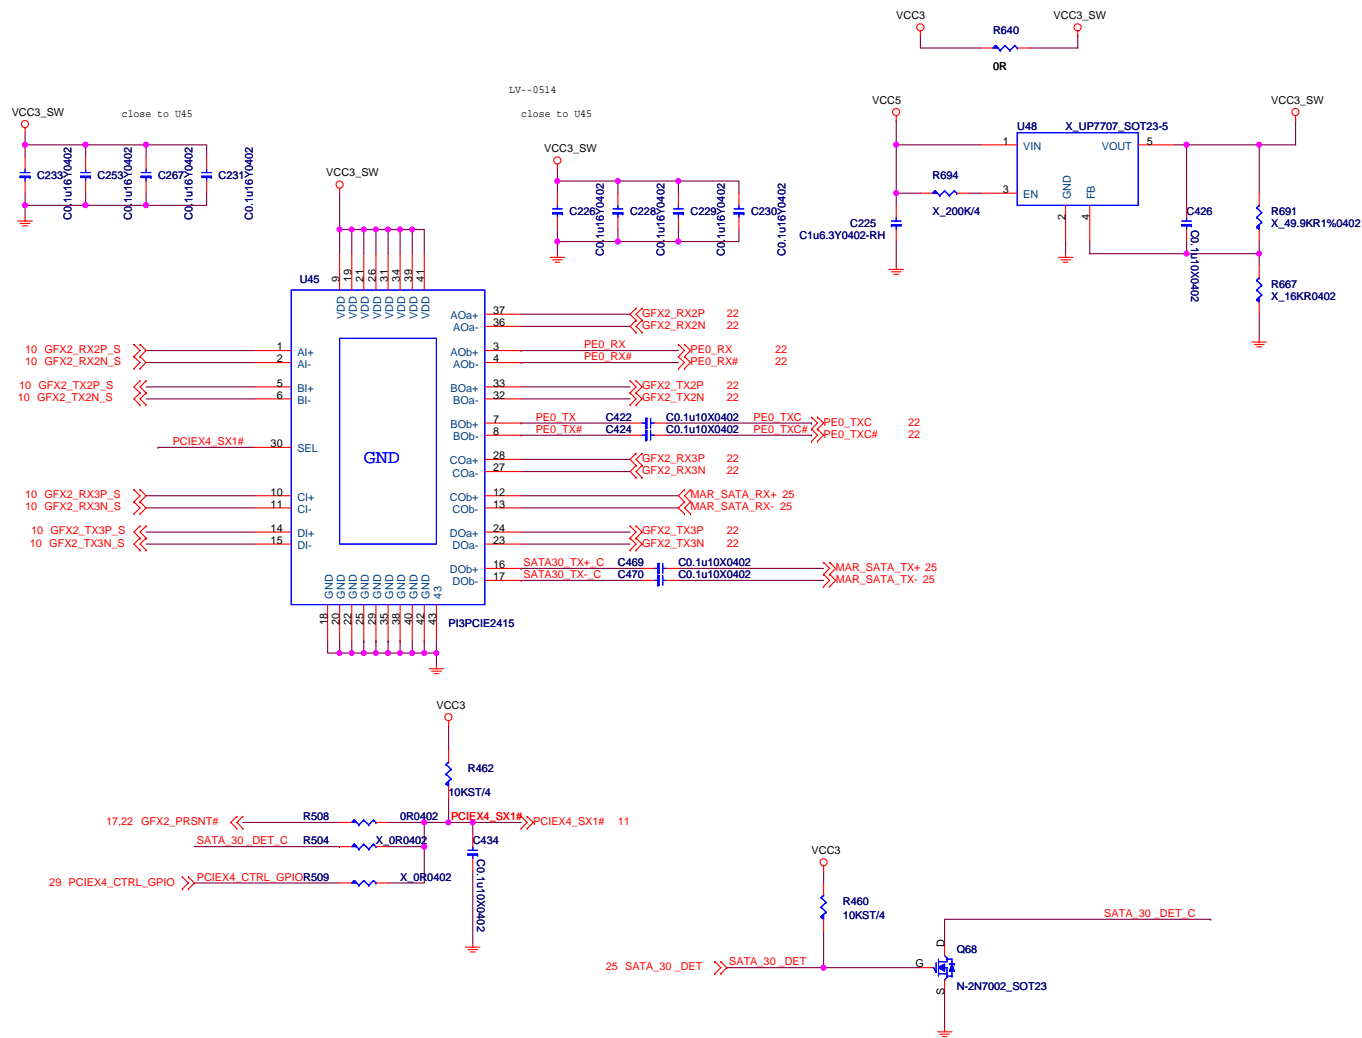 VCC3
VCC3_SW
R640
0R
LV--0514
VCC3_SW
close to U45
close to U45
C233
C0.1u16Y0402
C253
C0.1u16Y0402
C267
C0.1u16Y0402
C231
C0.1u16Y0402
VCC3_SW
VCC3_SW
C226
C0.1u16Y0402
C228
C0.1u16Y0402
C229
C0.1u16Y0402
C230
C0.1u16Y0402
VCC5
VCC3_SW
U48
X_UP7707_SOT23-5
1
VIN
VOUT
5
R694
X_200K/4
3
EN
GND
FB
2
4
C225
C1u6.3Y0402-RH
C426
C0.1u10X0402
R691
X_49.9KR1%0402
R667
X_16KR0402
U45
9 19 21 26 31 34 39 41
VDD VDD VDD VDD VDD VDD VDD VDD
AOa+ 37 GFX2_RX2P 22
AOa- 36 GFX2_RX2N 22
10 GFX2_RX2P_S 1 AI+
AOb+ 3 PE0_RX PE0_RX 22
10 GFX2_RX2N_S 2 AI-
AOb- 4 PE0_RX# PE0_RX# 22
10 GFX2_TX2P_S 5 BI+
BOa+ 33 GFX2_TX2P 22
10 GFX2_TX2N_S 6 BI-
BOa- 32 GFX2_TX2N 22
BOb+ 7 PE0_TX C422 C0.1u10X0402 PE0_TXC PE0_TXC 22
BOb- 8 PE0_TX# C424 C0.1u10X0402 PE0_TXC# PE0_TXC# 22
PCIEX4_SX1# 30 SEL
GND
COa+ 28 GFX2_RX3P 22
COa- 27 GFX2_RX3N 22
10 GFX2_RX3P_S 10 CI+
COb+ 12 MAR_SATA_RX+ 25
10 GFX2_RX3N_S 11 CI-
COb- 13 MAR_SATA_RX- 25
10 GFX2_TX3P_S 14 DI+
DOa+ 24 GFX2_TX3P 22
10 GFX2_TX3N_S 15 DI-
DOa- 23 GFX2_TX3N 22
DOb+ 16 SATA30_TX+_C C469 C0.1u10X0402 MAR_SATA_TX+ 25
DOb- 17 SATA30_TX-_C C470 C0.1u10X0402 MAR_SATA_TX- 25
GND GND GND GND GND GND GND GND GND 43
18 20 22 25 29 35 38 40 42 43
PI3PCIE2415
VCC3
R462
10KST/4
17,22 GFX2_PRSNT# R508 0R0402 PCIEX4_SX1# PCIEX4_SX1# 11
SATA_30_DET_C R504 X_0R0402
C434
C0.1u10X0402
29 PCIEX4_CTRL_GPIO PCIEX4_CTRL_GPIO R509 X_0R0402
VCC3
R460
10KST/4
SATA_30_DET_C
25 SATA_30_DET SATA_30_DET
G
D
S
Q68
N-2N7002_SOT23